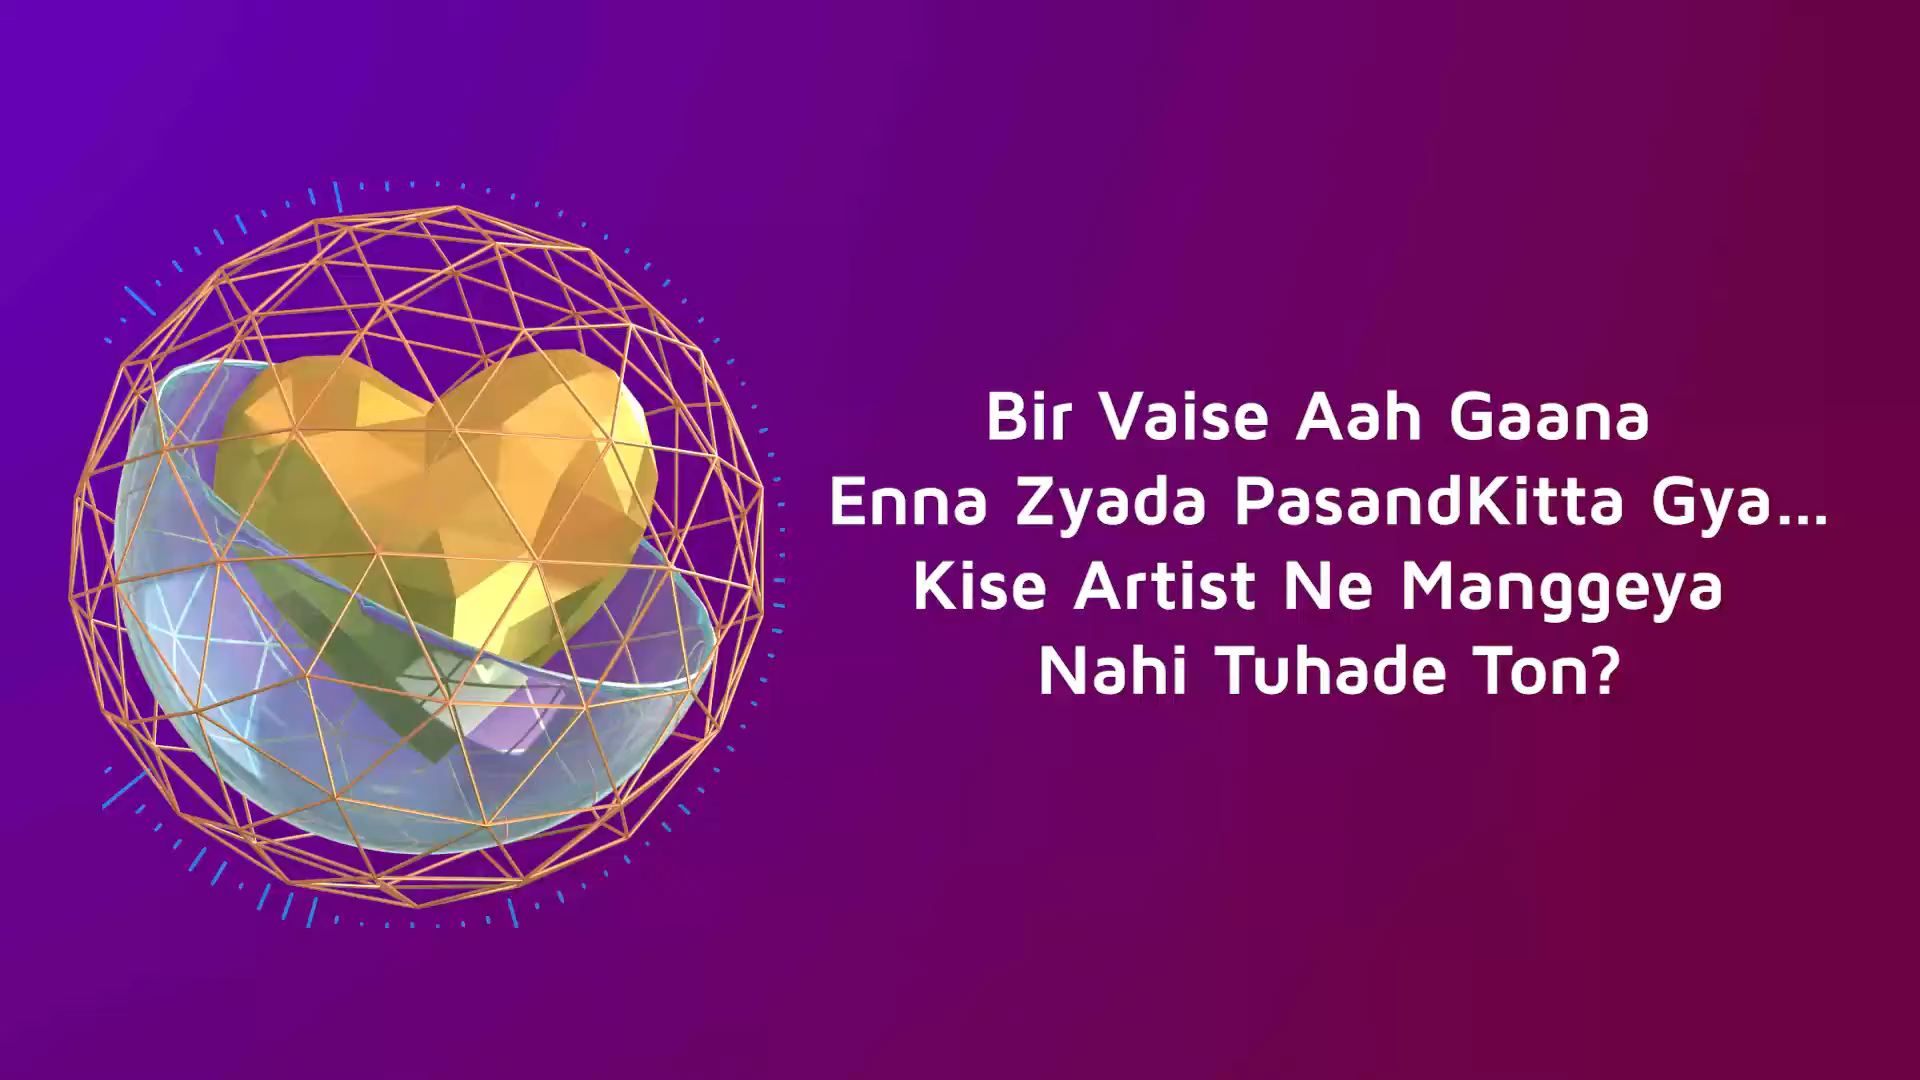 Bir Vaise Aah Gaana
Enna Zyada PasandKitta Gya...
Kise Artist Ne Manggeya
Nahi Tuhade Ton?